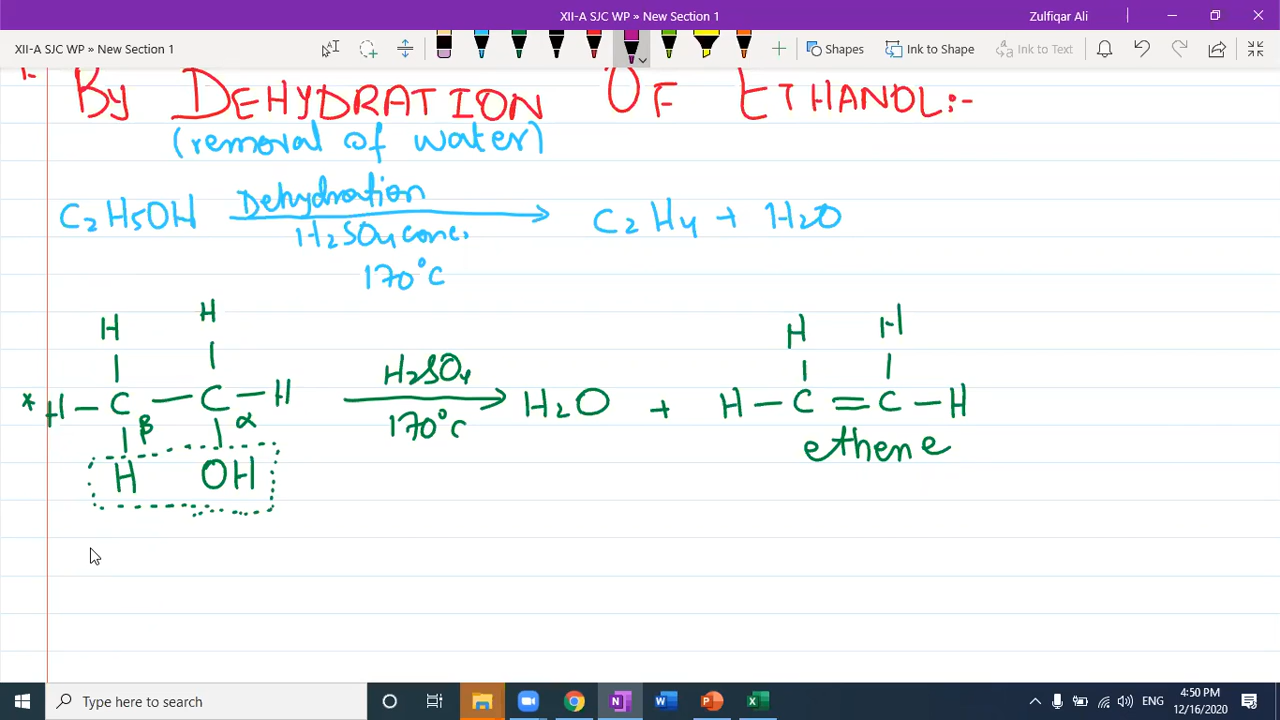 XII-A SJC WP » New Section 1
Zulfiqar Ali
XII-A SJC WP » New Section 1
Shapes
Ink to Shape
Ink to Text
1.
By DEHYDRATION OF ETHANOL:-
(removal of water)
C2H5OH Dehydration C2H4 + H2O
H2SO4 conc.
170°C
H H H H
* H - C - C - H H2SO4 H2O + H - C = C - H
β α 170°C ethene
H OH
Type here to search
ENG
4:50 PM
12/16/2020